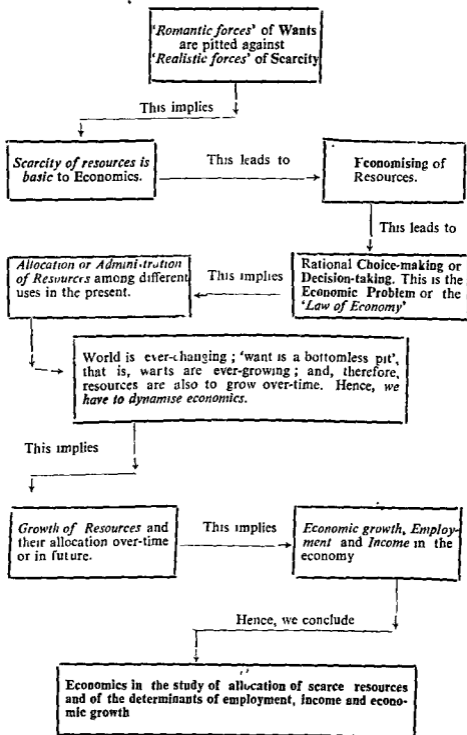 'Romantic forces' of Wants
are pitted against
'Realistic forces' of Scarcity
This implies
Scarcity of resources is
basic to Economics.
This leads to
Economising of
Resources.
This leads to
Rational Choice-making or
Decision-taking. This is the
Economic Problem or the
'Law of Economy'
This implies
Allocation or Administration
of Resources among different
uses in the present.
World is ever-changing ; 'want is a bottomless pit',
that is, warts are ever-growing ; and, therefore,
resources are also to grow over-time. Hence, we
have to dynamise economics.
This implies
Growth of Resources and
their allocation over-time
or in future.
This implies
Economic growth, Employ-
ment and Income in the
economy
Hence, we conclude
Economics in the study of allocation of scarce resources
and of the determinants of employment, income and econo-
mic growth